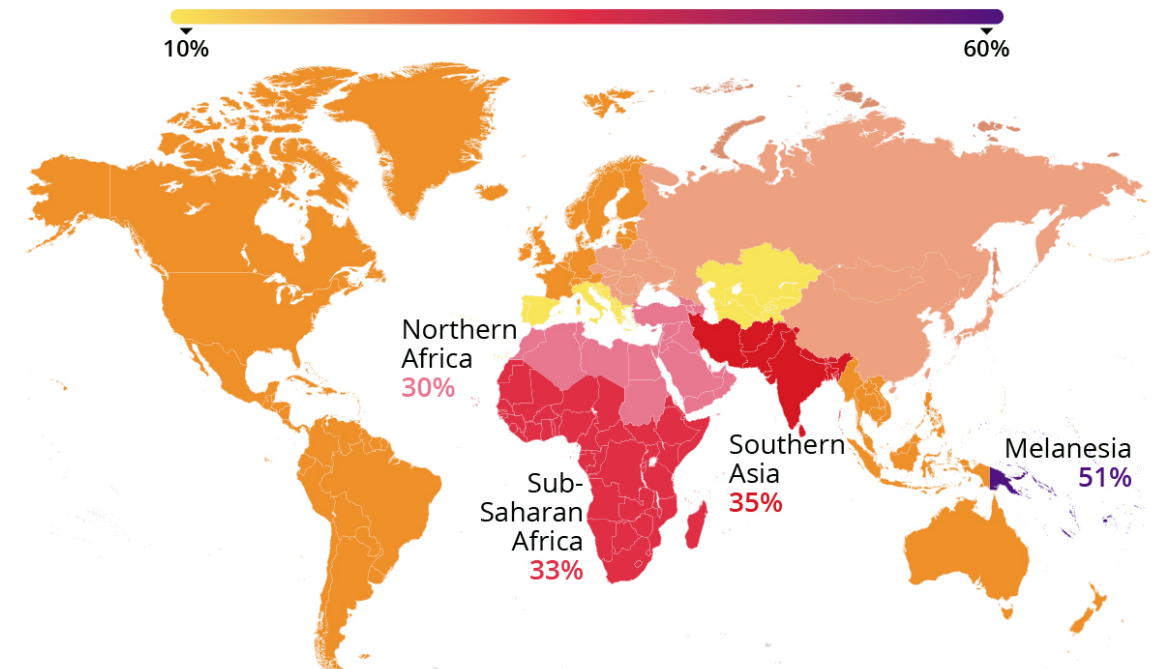 10%
60%
Northern
Africa
30%
Sub-
Saharan
Africa
33%
Southern
Asia
35%
Melanesia
51%